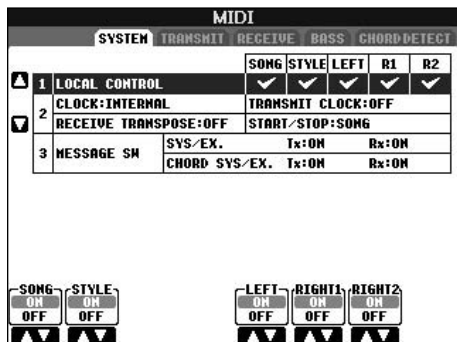 MIDI
SYSTEM TRANSMIT RECEIVE BASS CHORD DETECT
SONG STYLE LEFT R1 R2
1 LOCAL CONTROL
2 CLOCK:INTERNAL TRANSMIT CLOCK:OFF
RECEIVE TRANSPOSE:OFF START/STOP:SONG
3 MESSAGE SW SYS/EX. Tx:ON Rx:ON
CHORD SYS/EX. Tx:ON Rx:ON
SONG STYLE LEFT RIGHT1 RIGHT2
ON ON ON ON ON
OFF OFF OFF OFF OFF